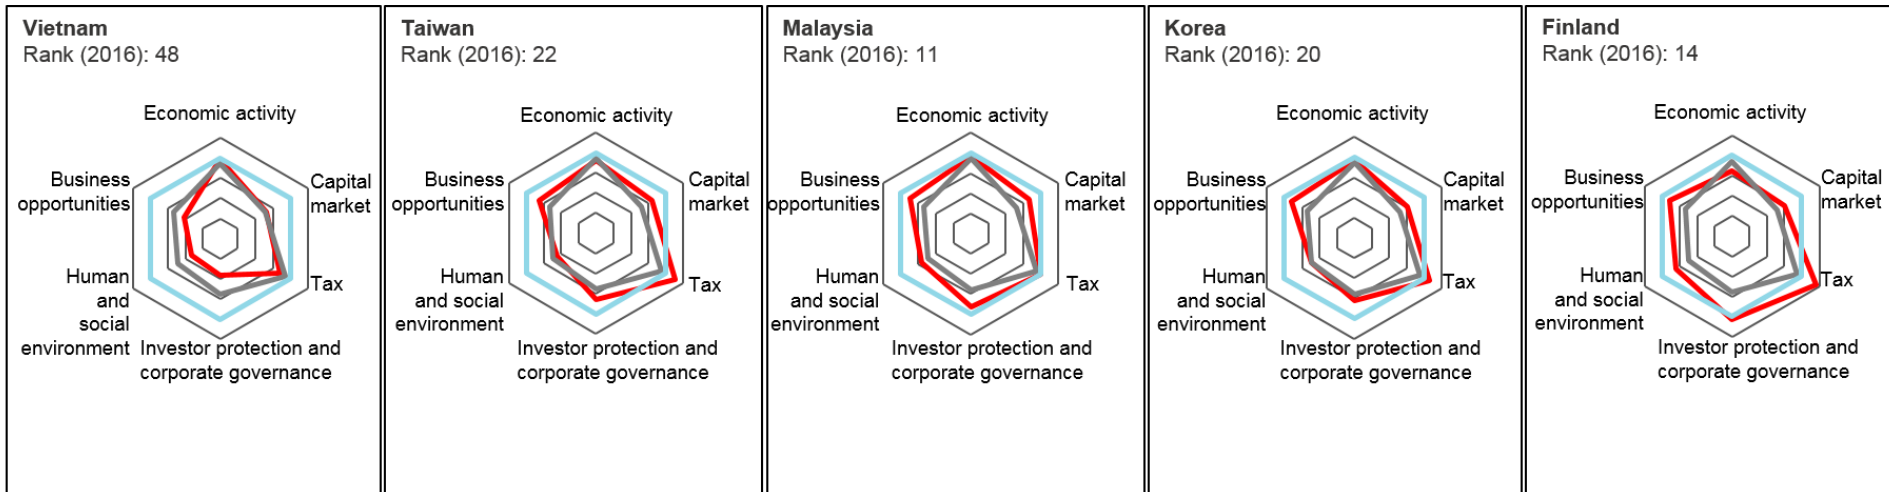 Vietnam
Rank (2016): 48
Economic activity
Business
opportunities
Capital
market
Human
and
social
environment
Tax
Investor protection and
corporate governance
Taiwan
Rank (2016): 22
Economic activity
Business
opportunities
Capital
market
Human
and social
environment
Tax
Investor protection and
corporate governance
Malaysia
Rank (2016): 11
Economic activity
Business
opportunities
Capital
market
Human
and social
environment
Tax
Investor protection and
corporate governance
Korea
Rank (2016): 20
Economic activity
Business
opportunities
Capital
market
Human
and social
environment
Tax
Investor protection and
corporate governance
Finland
Rank (2016): 14
Economic activity
Business
opportunities
Capital
market
Human
and social
environment
Tax
Investor protection and
corporate governance